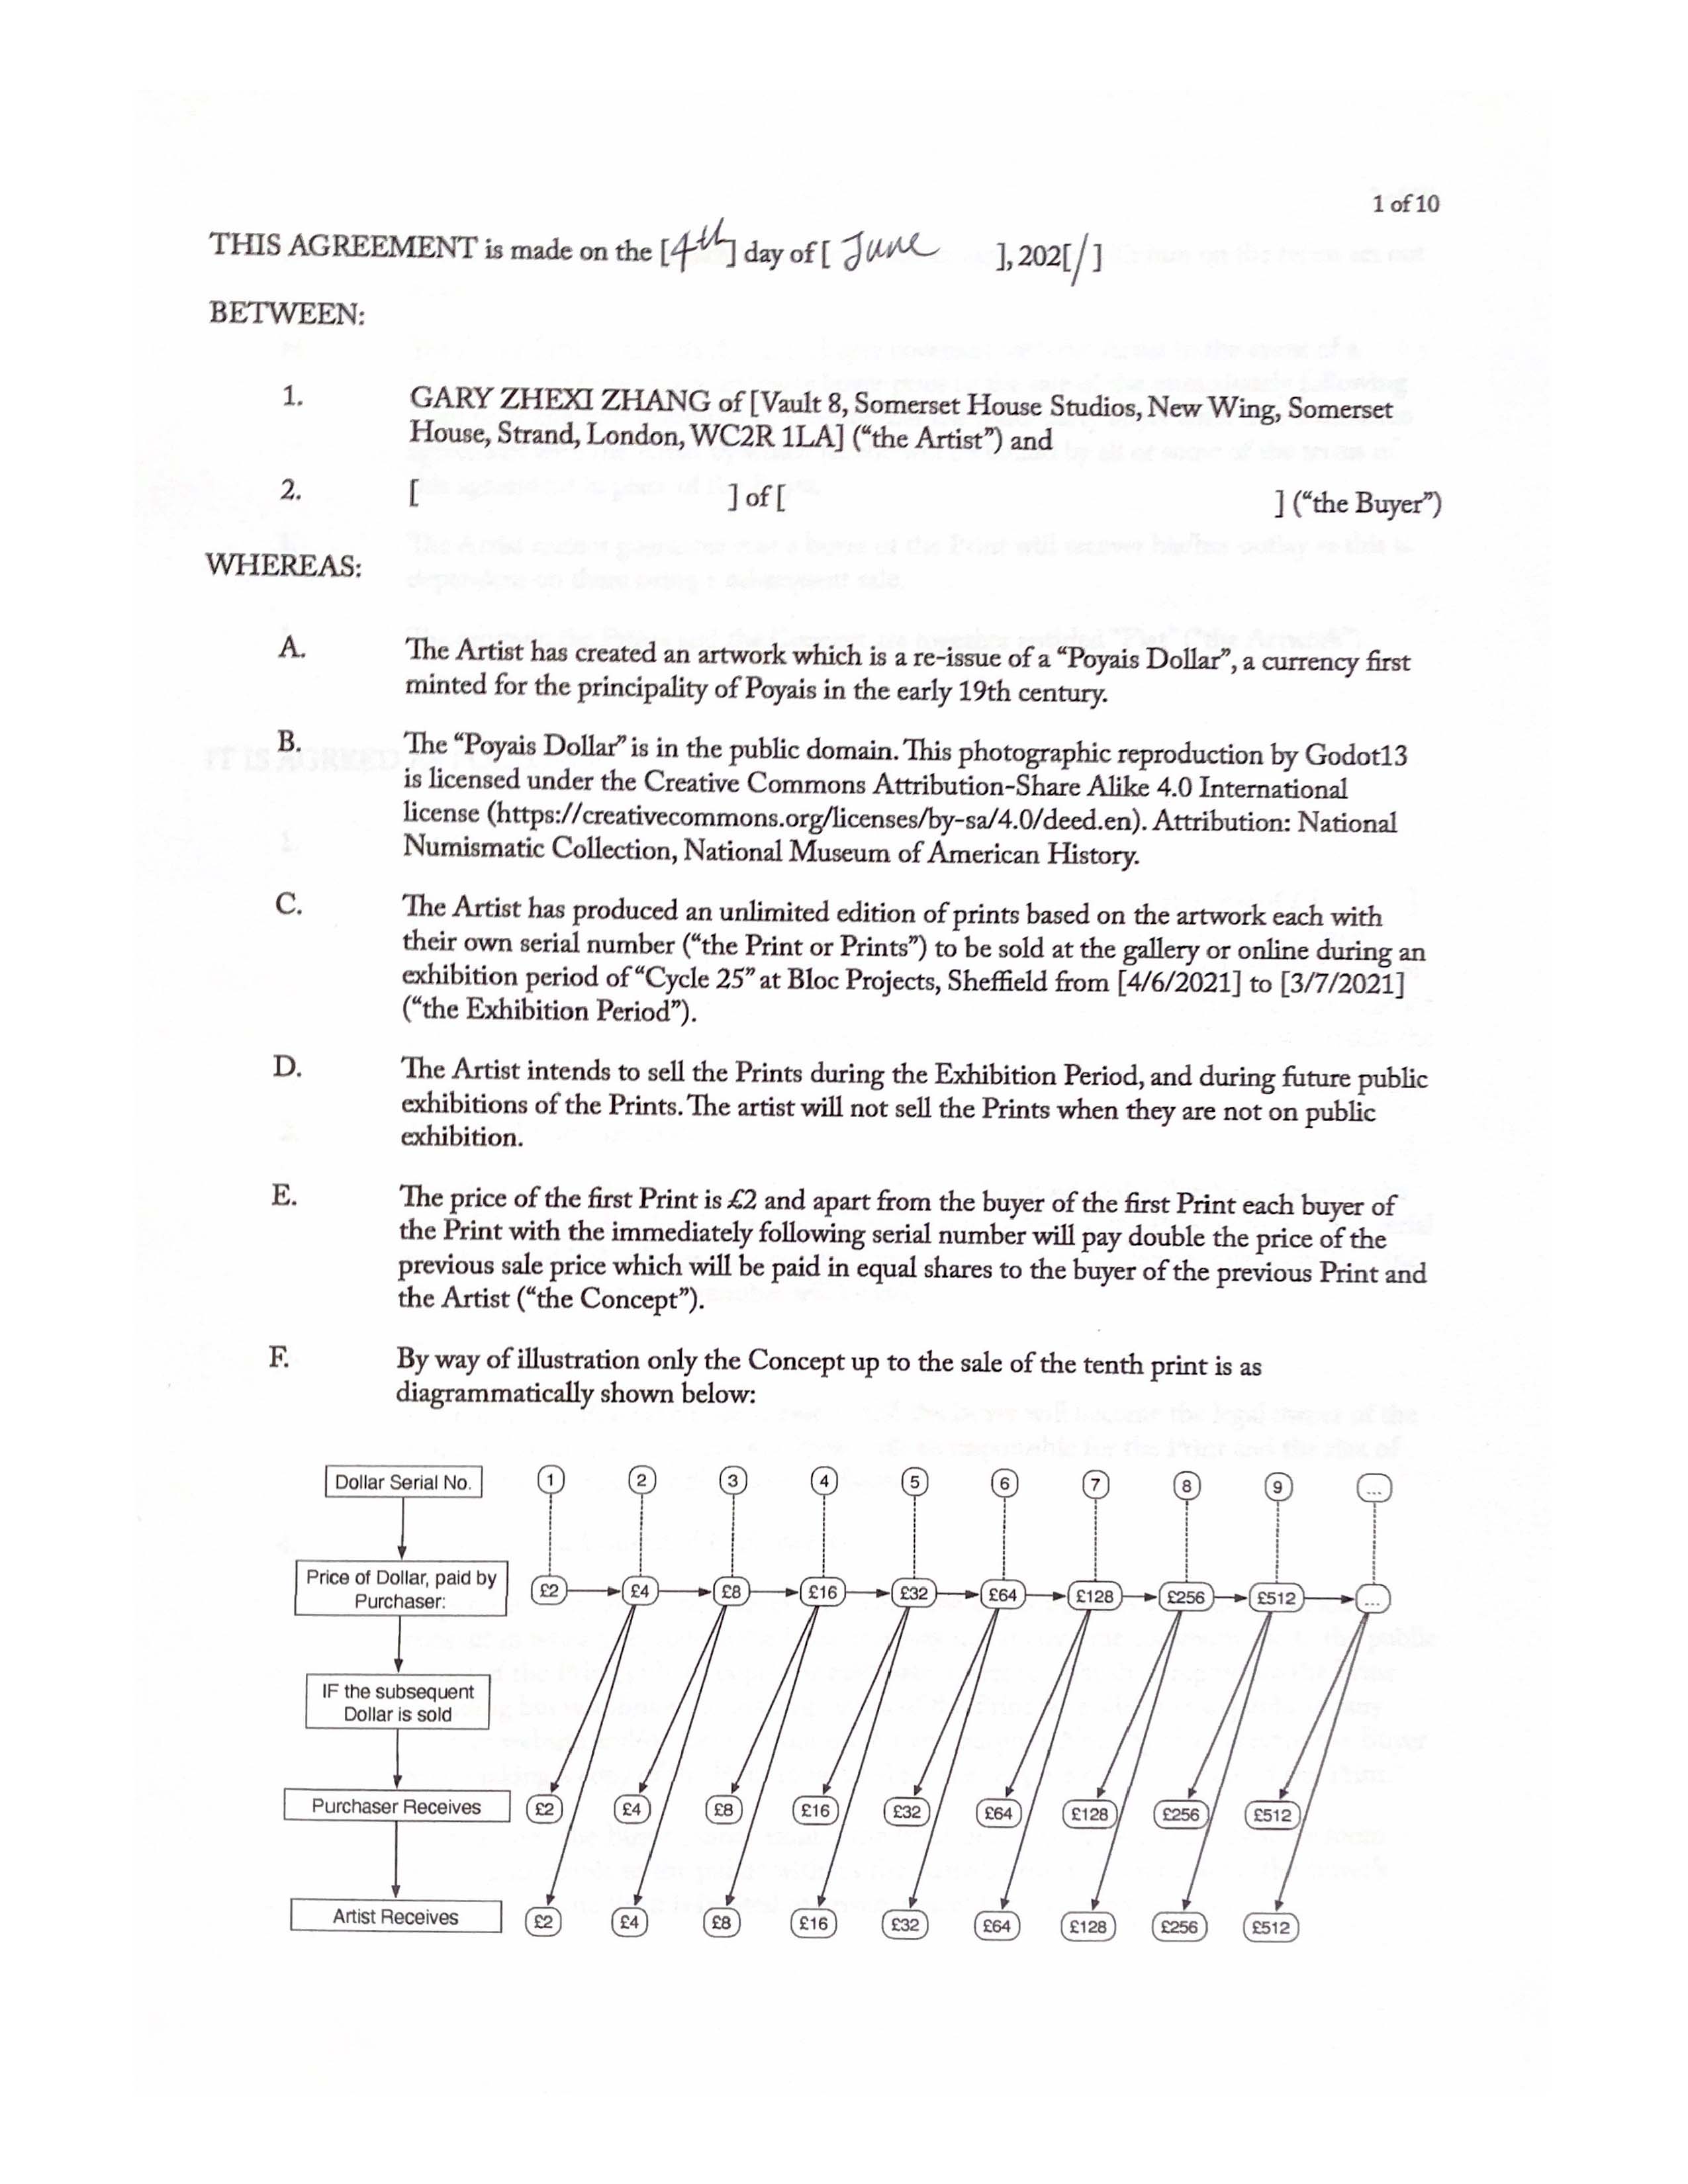 1 of 10
THIS AGREEMENT is made on the [4th] day of [ June ], 202[/]
BETWEEN:
1. GARY ZHEXI ZHANG of [Vault 8, Somerset House Studios, New Wing, Somerset
House, Strand, London, WC2R 1LA] (“the Artist”) and
2. [ ] of [ ] (“the Buyer”)
WHEREAS:
A. The Artist has created an artwork which is a re-issue of a “Poyais Dollar”, a currency first
minted for the principality of Poyais in the early 19th century.
B. The “Poyais Dollar” is in the public domain. This photographic reproduction by Godot13
is licensed under the Creative Commons Attribution-Share Alike 4.0 International
license (https://creativecommons.org/licenses/by-sa/4.0/deed.en). Attribution: National
Numismatic Collection, National Museum of American History.
C. The Artist has produced an unlimited edition of prints based on the artwork each with
their own serial number (“the Print or Prints”) to be sold at the gallery or online during an
exhibition period of “Cycle 25” at Bloc Projects, Sheffield from [4/6/2021] to [3/7/2021]
(“the Exhibition Period”).
D. The Artist intends to sell the Prints during the Exhibition Period, and during future public
exhibitions of the Prints. The artist will not sell the Prints when they are not on public
exhibition.
E. The price of the first Print is £2 and apart from the buyer of the first Print each buyer of
the Print with the immediately following serial number will pay double the price of the
previous sale price which will be paid in equal shares to the buyer of the previous Print and
the Artist (“the Concept”).
F. By way of illustration only the Concept up to the sale of the tenth print is as
diagrammatically shown below:
Dollar Serial No. 1 2 3 4 5 6 7 8 9 ...
Price of Dollar, paid by
Purchaser: £2 £4 £8 £16 £32 £64 £128 £256 £512 ...
IF the subsequent
Dollar is sold
Purchaser Receives £2 £4 £8 £16 £32 £64 £128 £256 £512
Artist Receives £2 £4 £8 £16 £32 £64 £128 £256 £512